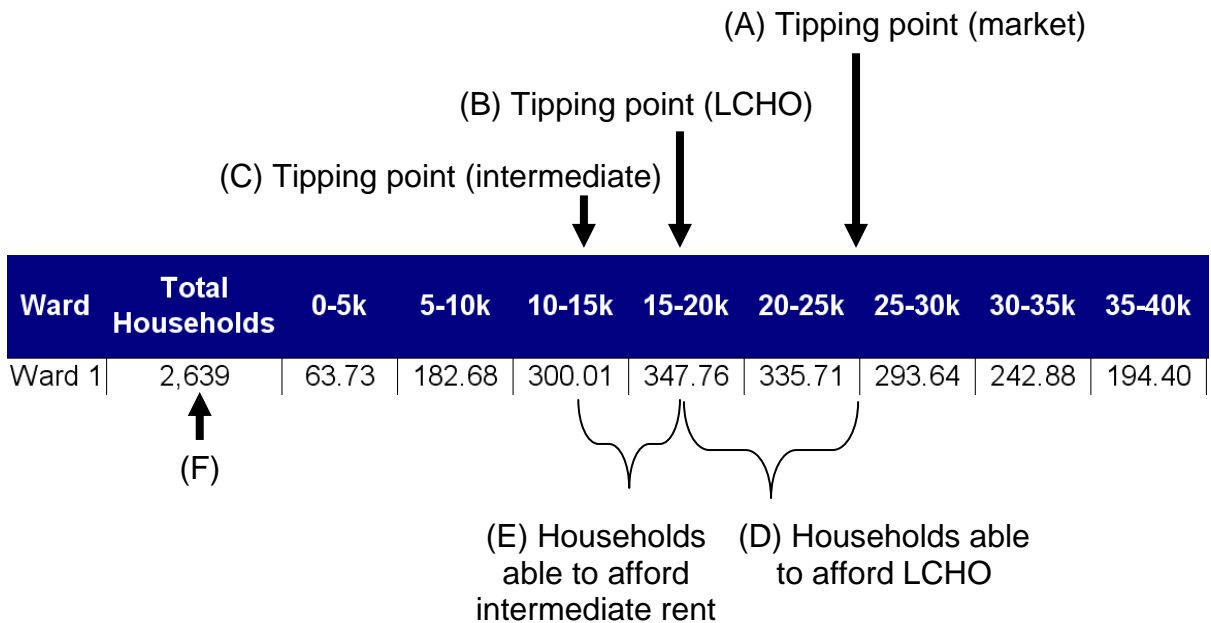 (A) Tipping point (market)
(B) Tipping point (LCHO)
(C) Tipping point (intermediate)
Ward Total Households 0-5k 5-10k 10-15k 15-20k 20-25k 25-30k 30-35k 35-40k
Ward 1 2,639 63.73 182.68 300.01 347.76 335.71 293.64 242.88 194.40
(F)
(E) Households
able to afford
intermediate rent
(D) Households able
to afford LCHO